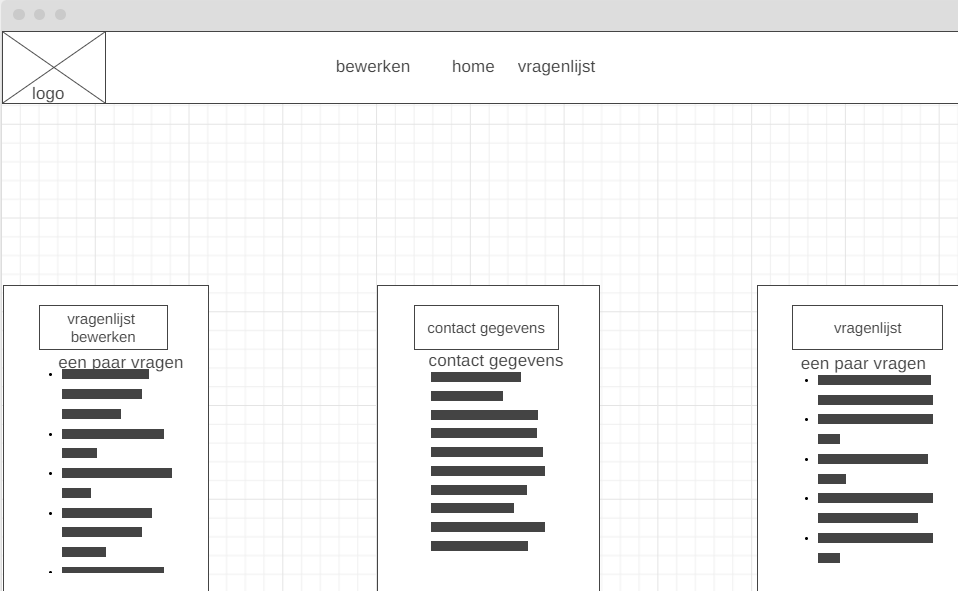 bewerken home vragenlijst
logo
vragenlijst
bewerken
een paar vragen
contact gegevens
contact gegevens
vragenlijst
een paar vragen